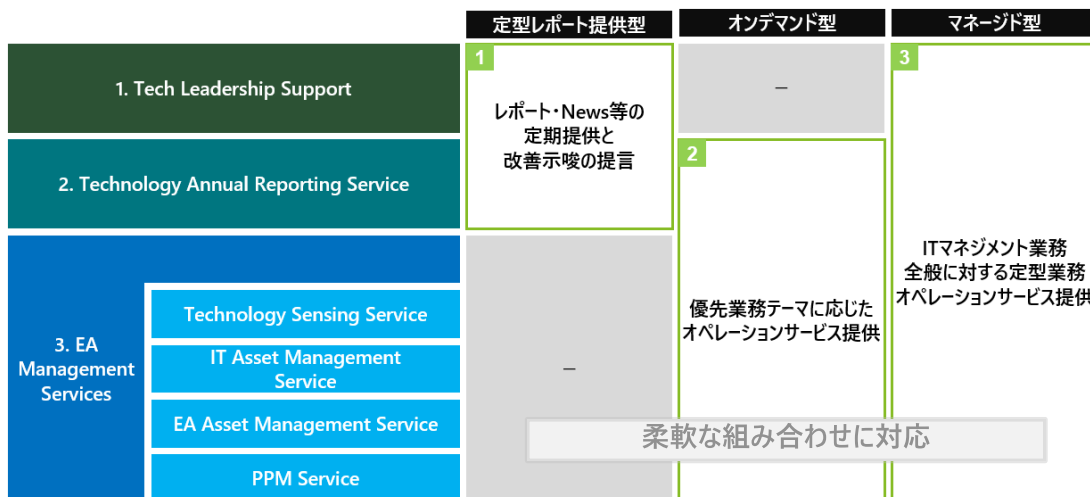 定型レポート提供型
オンデマンド型
マネージド型
1. Tech Leadership Support
2. Technology Annual Reporting Service
3. EA
Management
Services
Technology Sensing Service
IT Asset Management
Service
EA Asset Management Service
PPM Service
1
レポート・News等の
定期提供と
改善示唆の提言
–
–
2
優先業務テーマに応じた
オペレーションサービス提供
3
ITマネジメント業務
全般に対する定型業務
オペレーションサービス提供
柔軟な組み合わせに対応